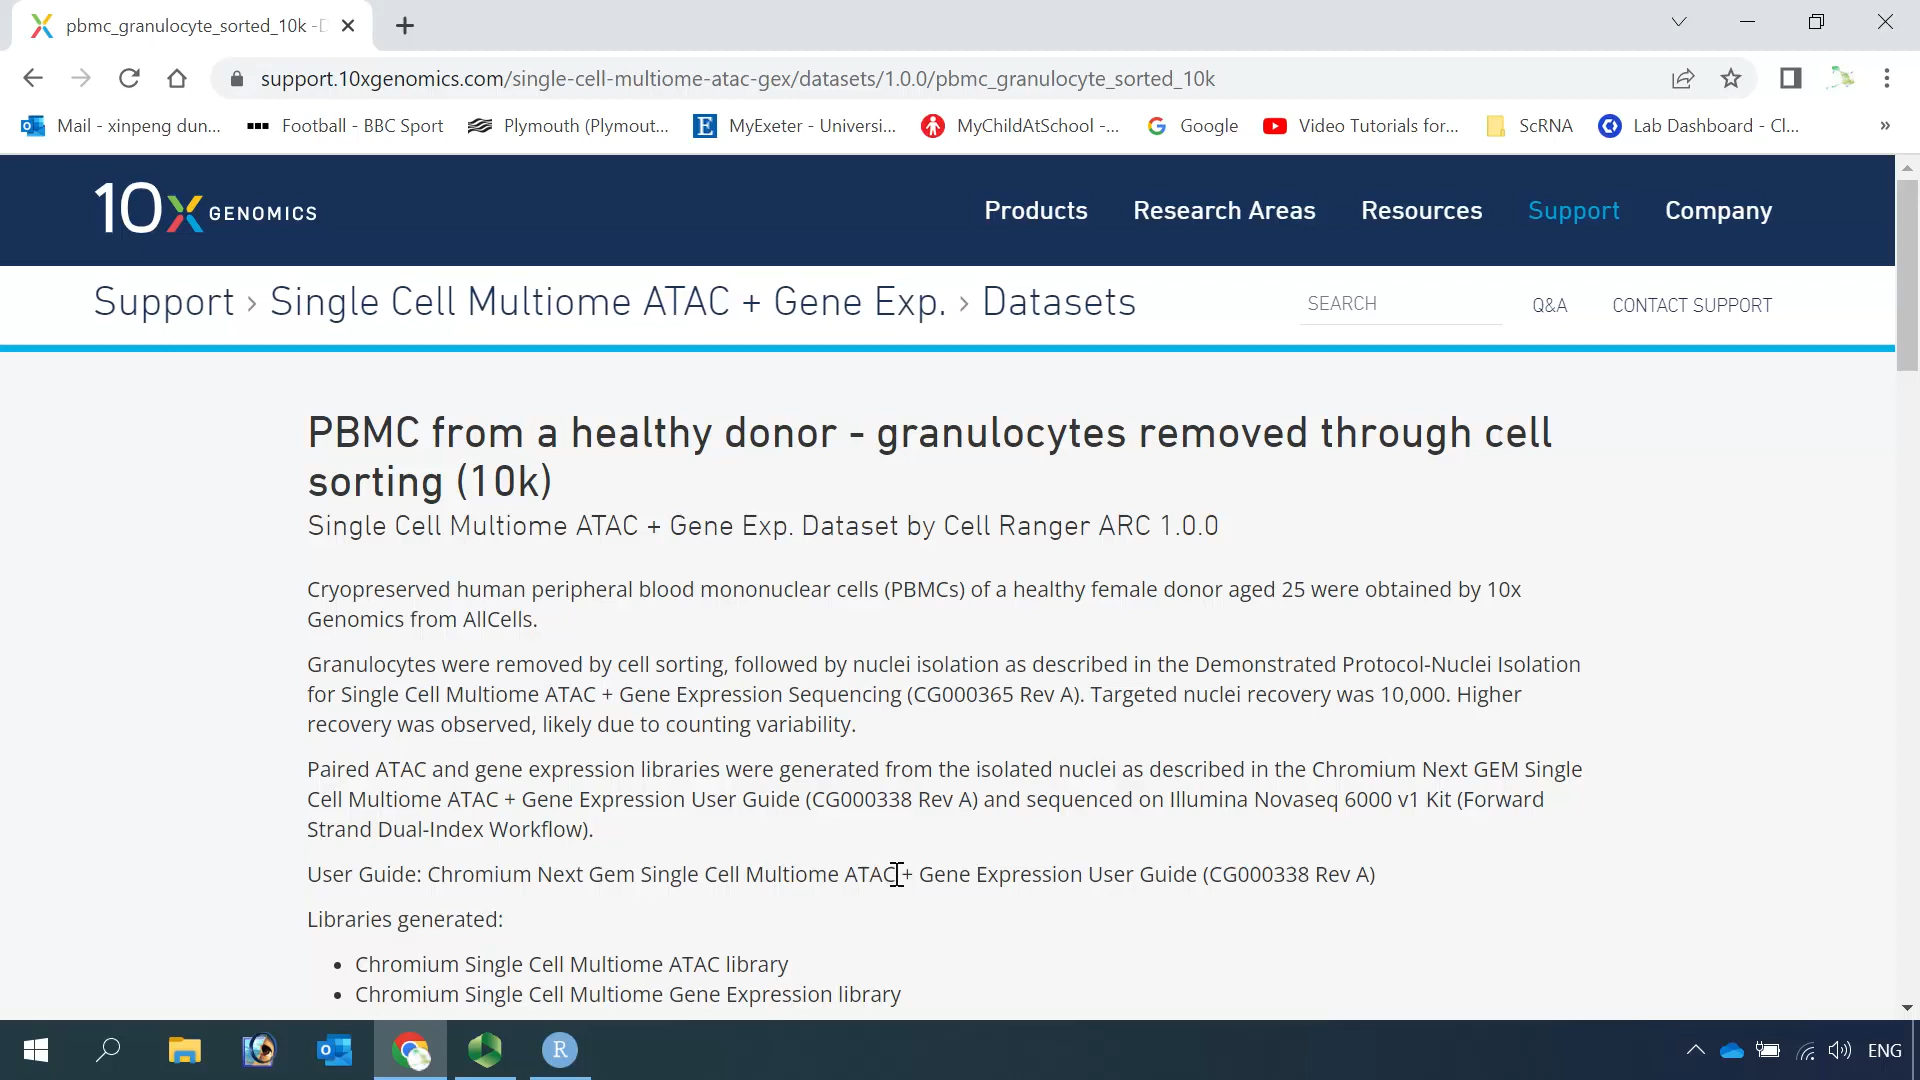 pbmc_granulocyte_sorted_10k -
support.10xgenomics.com/single-cell-multiome-atac-gex/datasets/1.0.0/pbmc_granulocyte_sorted_10k
Mail - xinpeng dun... Football - BBC Sport Plymouth (Plymout... MyExeter - Universi... MyChildAtSchool -... Google Video Tutorials for... ScRNA Lab Dashboard - Cl... »
10x GENOMICS Products Research Areas Resources Support Company
Support › Single Cell Multiome ATAC + Gene Exp. › Datasets SEARCH Q&A CONTACT SUPPORT
PBMC from a healthy donor - granulocytes removed through cell
sorting (10k)
Single Cell Multiome ATAC + Gene Exp. Dataset by Cell Ranger ARC 1.0.0
Cryopreserved human peripheral blood mononuclear cells (PBMCs) of a healthy female donor aged 25 were obtained by 10x
Genomics from AllCells.
Granulocytes were removed by cell sorting, followed by nuclei isolation as described in the Demonstrated Protocol-Nuclei Isolation
for Single Cell Multiome ATAC + Gene Expression Sequencing (CG000365 Rev A). Targeted nuclei recovery was 10,000. Higher
recovery was observed, likely due to counting variability.
Paired ATAC and gene expression libraries were generated from the isolated nuclei as described in the Chromium Next GEM Single
Cell Multiome ATAC + Gene Expression User Guide (CG000338 Rev A) and sequenced on Illumina Novaseq 6000 v1 Kit (Forward
Strand Dual-Index Workflow).
User Guide: Chromium Next Gem Single Cell Multiome ATAC + Gene Expression User Guide (CG000338 Rev A)
Libraries generated:
• Chromium Single Cell Multiome ATAC library
• Chromium Single Cell Multiome Gene Expression library
R ENG